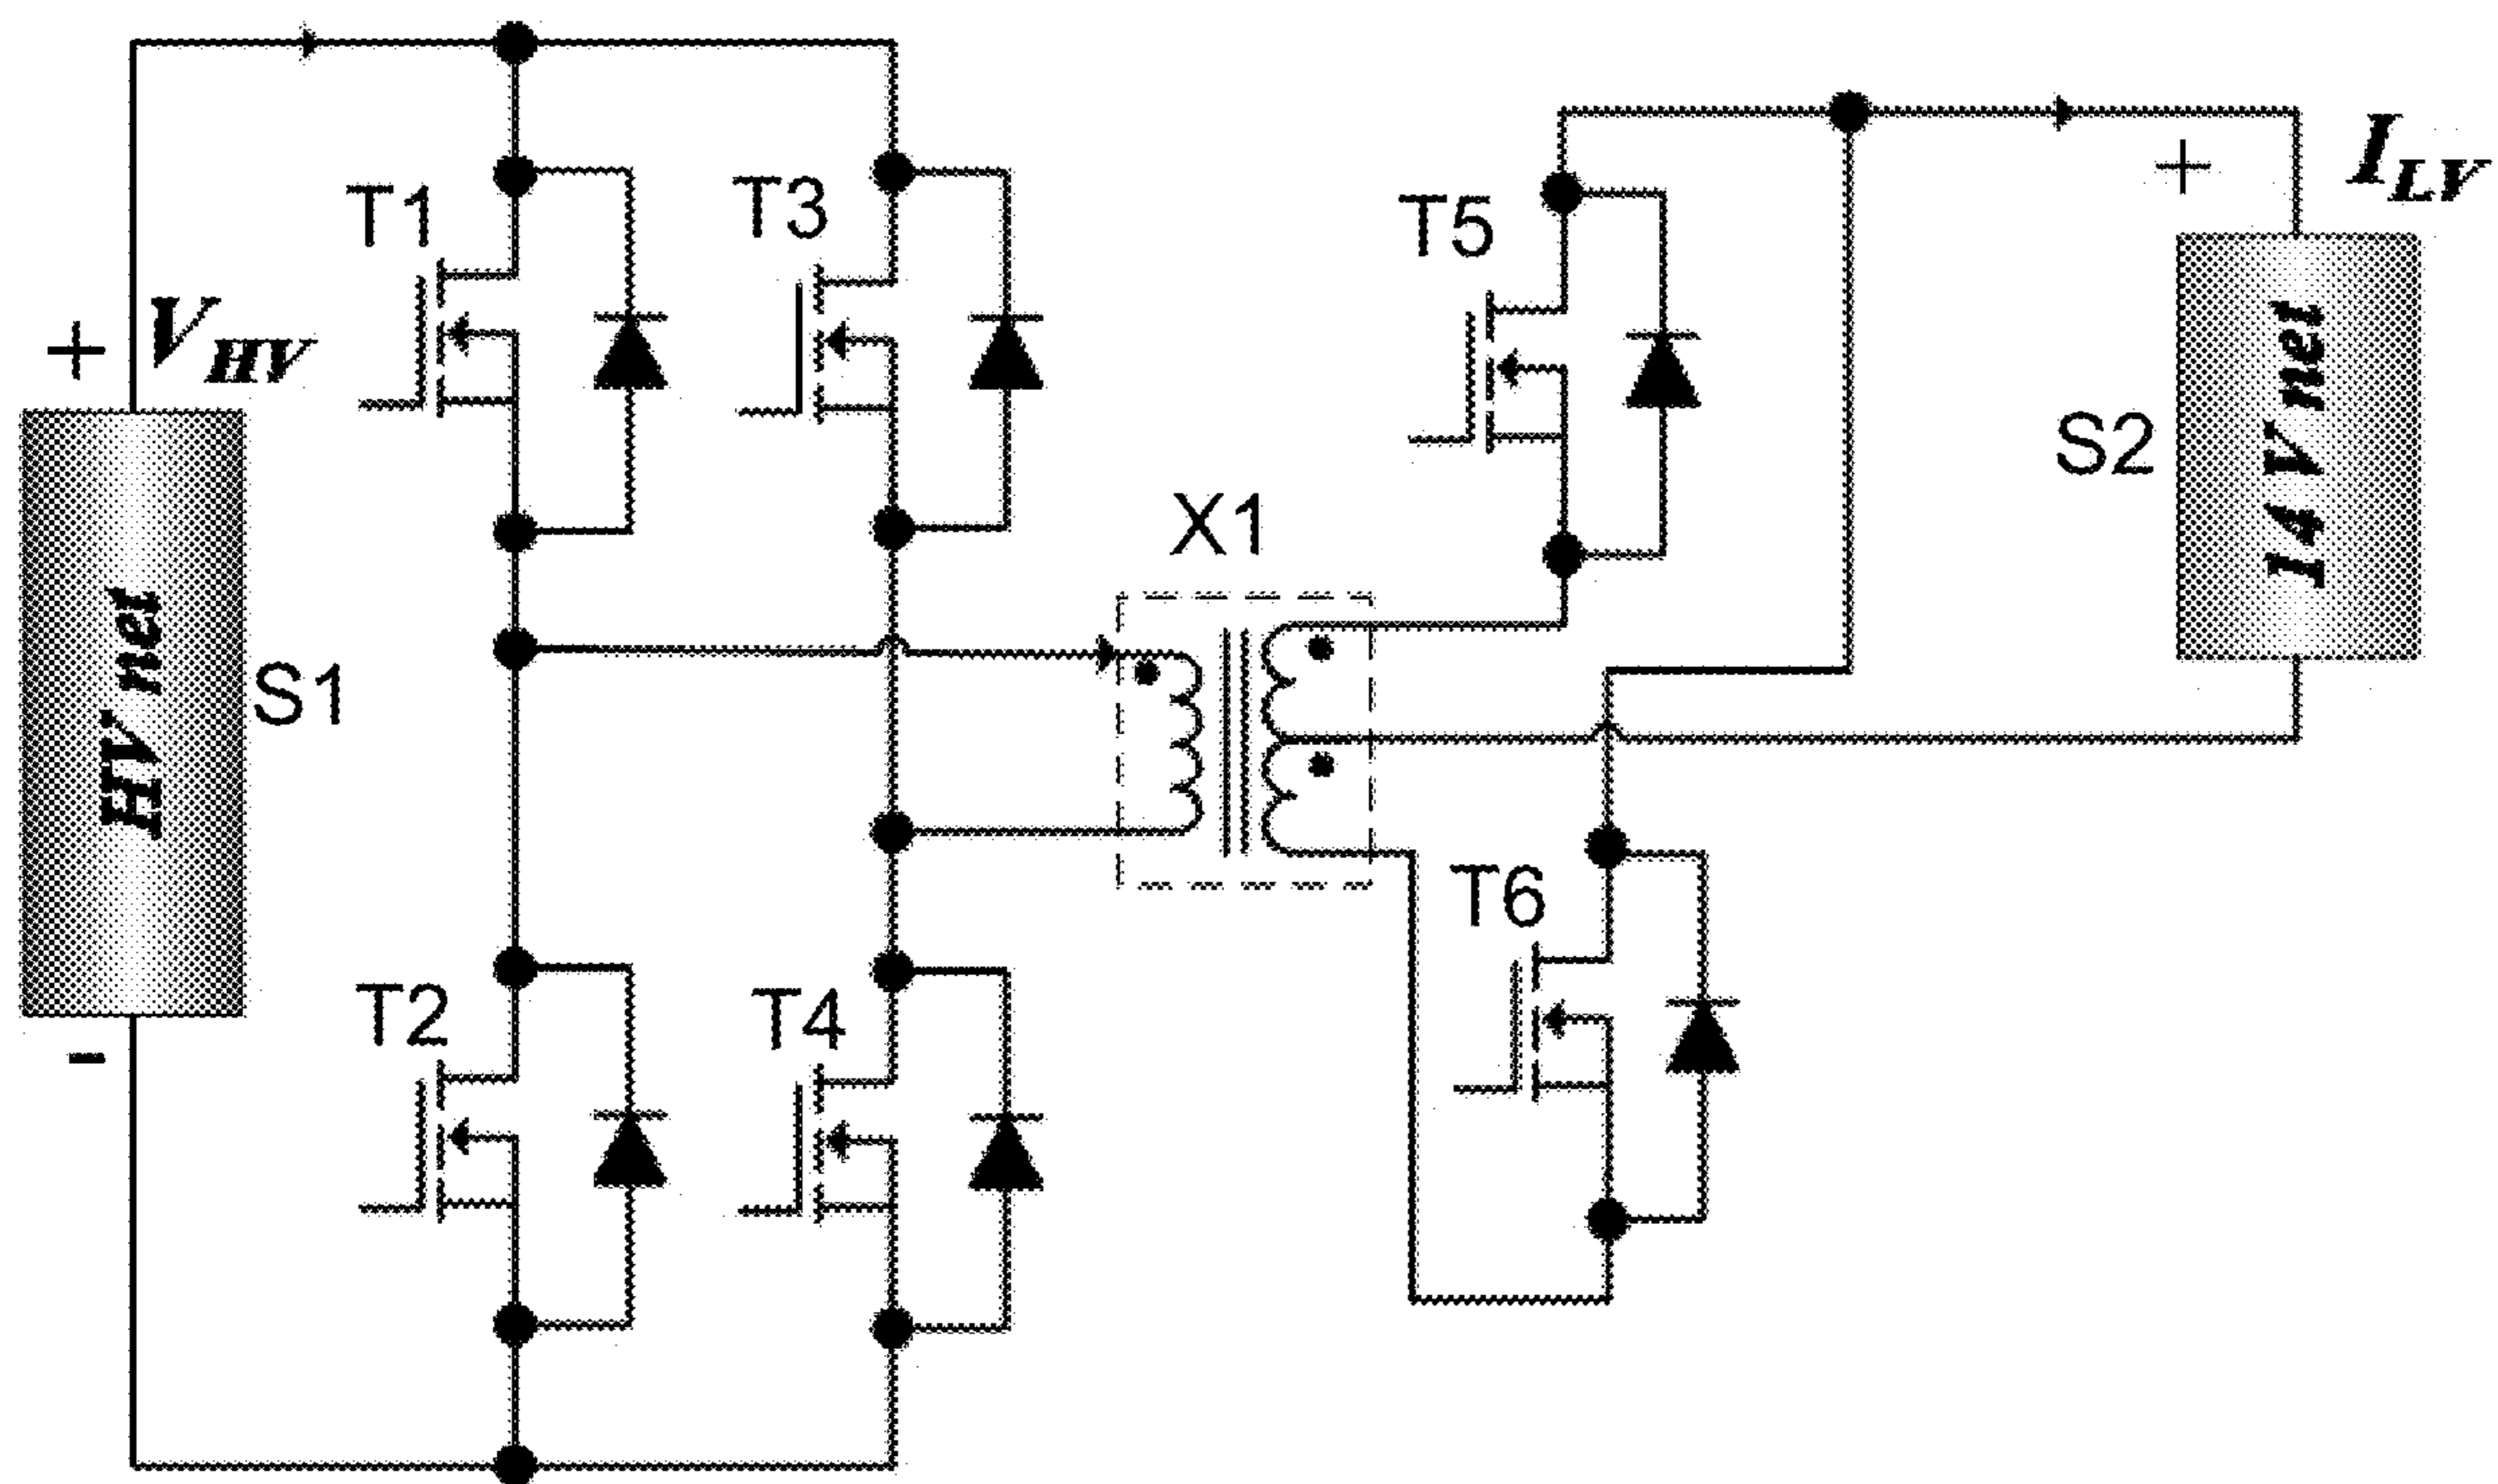 T1
T3
T5
+
I_LV
+ V_HV
14 V net
S2
X1
HV net
S1
T6
T2
T4
-